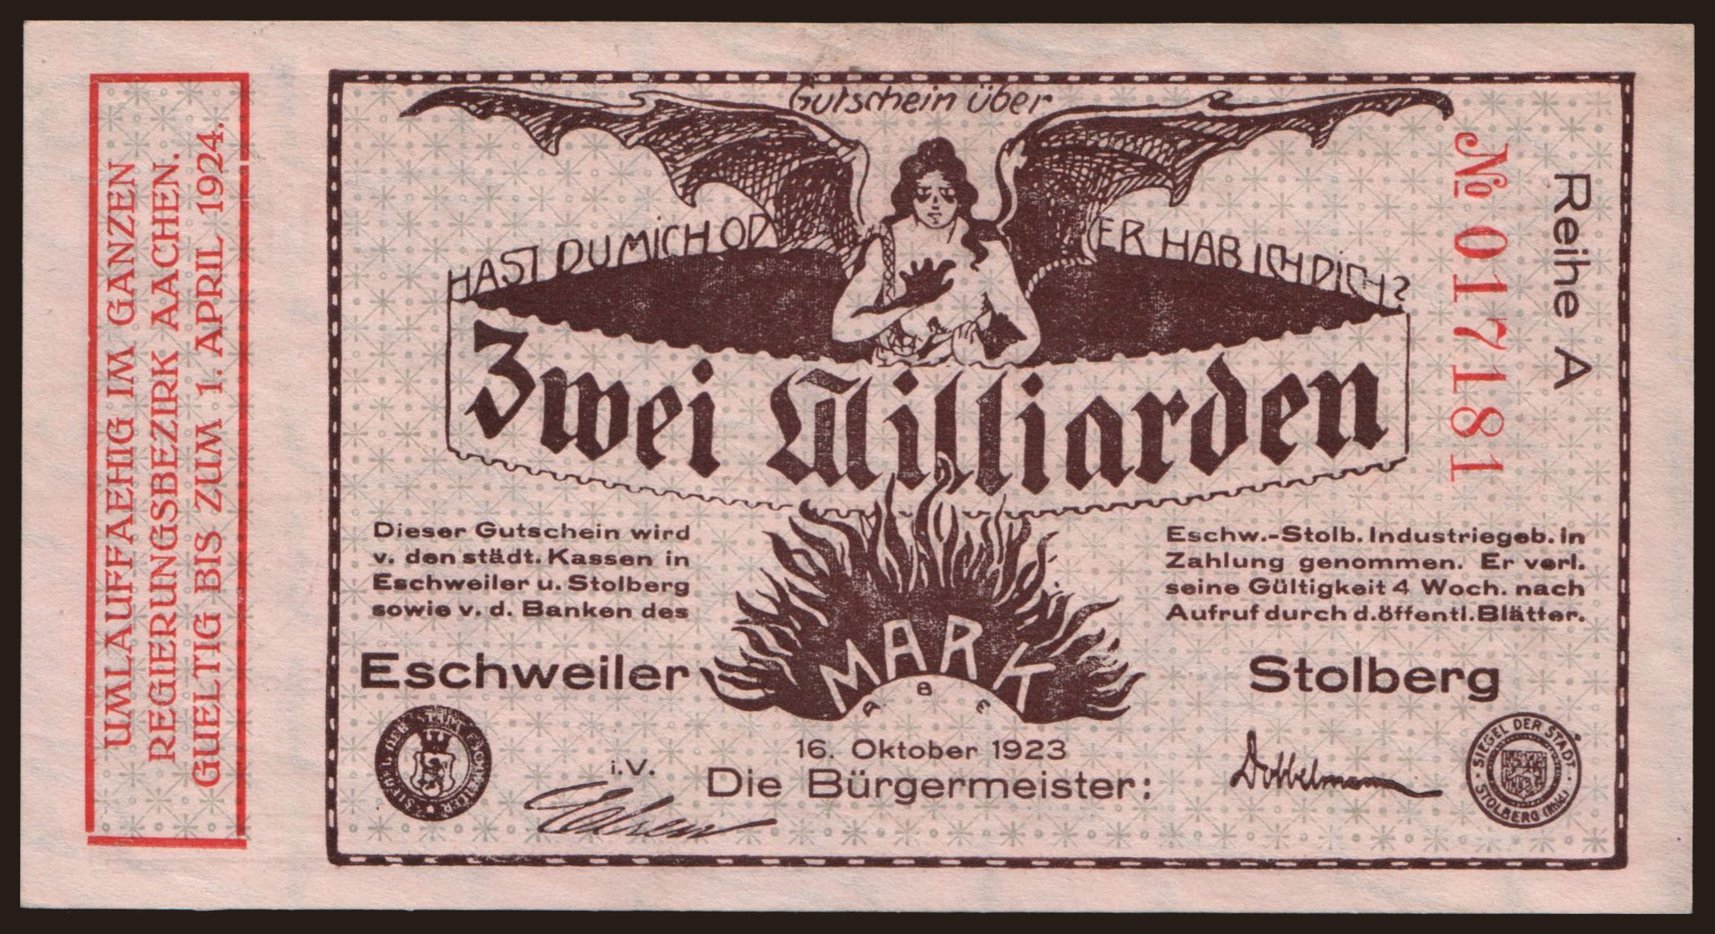 UMLAUFFAEHIG IM GANZEN
REGIERUNGSBEZIRK AACHEN.
GUELTIG BIS ZUM 1. APRIL 1924.
Gutschein über
HAST DU MICH OD ER HAB ICH DICH?
Zwei Milliarden
MARK
A B E
Dieser Gutschein wird
v. den städt. Kassen in
Eschweiler u. Stolberg
sowie v. d. Banken des
Eschw.-Stolb. Industriegeb. in
Zahlung genommen. Er verl.
seine Gültigkeit 4 Woch. nach
Aufruf durch d. öffentl. Blätter.
Eschweiler
Stolberg
16. Oktober 1923
i.V.
Die Bürgermeister:
Dobbelmann
SIEGEL DER STADT
STOLBERG (Rhld.)
№ 017181
Reihe A